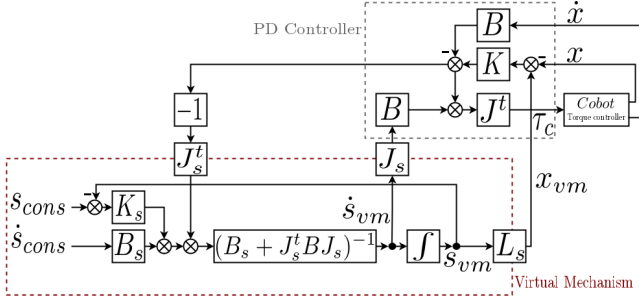 ẋ
B
PD Controller
-
x
K
-
-1
B
J^t
Cobot
Torque controller
τ_c
J_s^t
J_s
x_vm
-
s_cons
K_s
ṡ_vm
ṡ_cons
B_s
(B_s + J_s^t B J_s)^{-1}
∫
s_vm
L_s
Virtual Mechanism